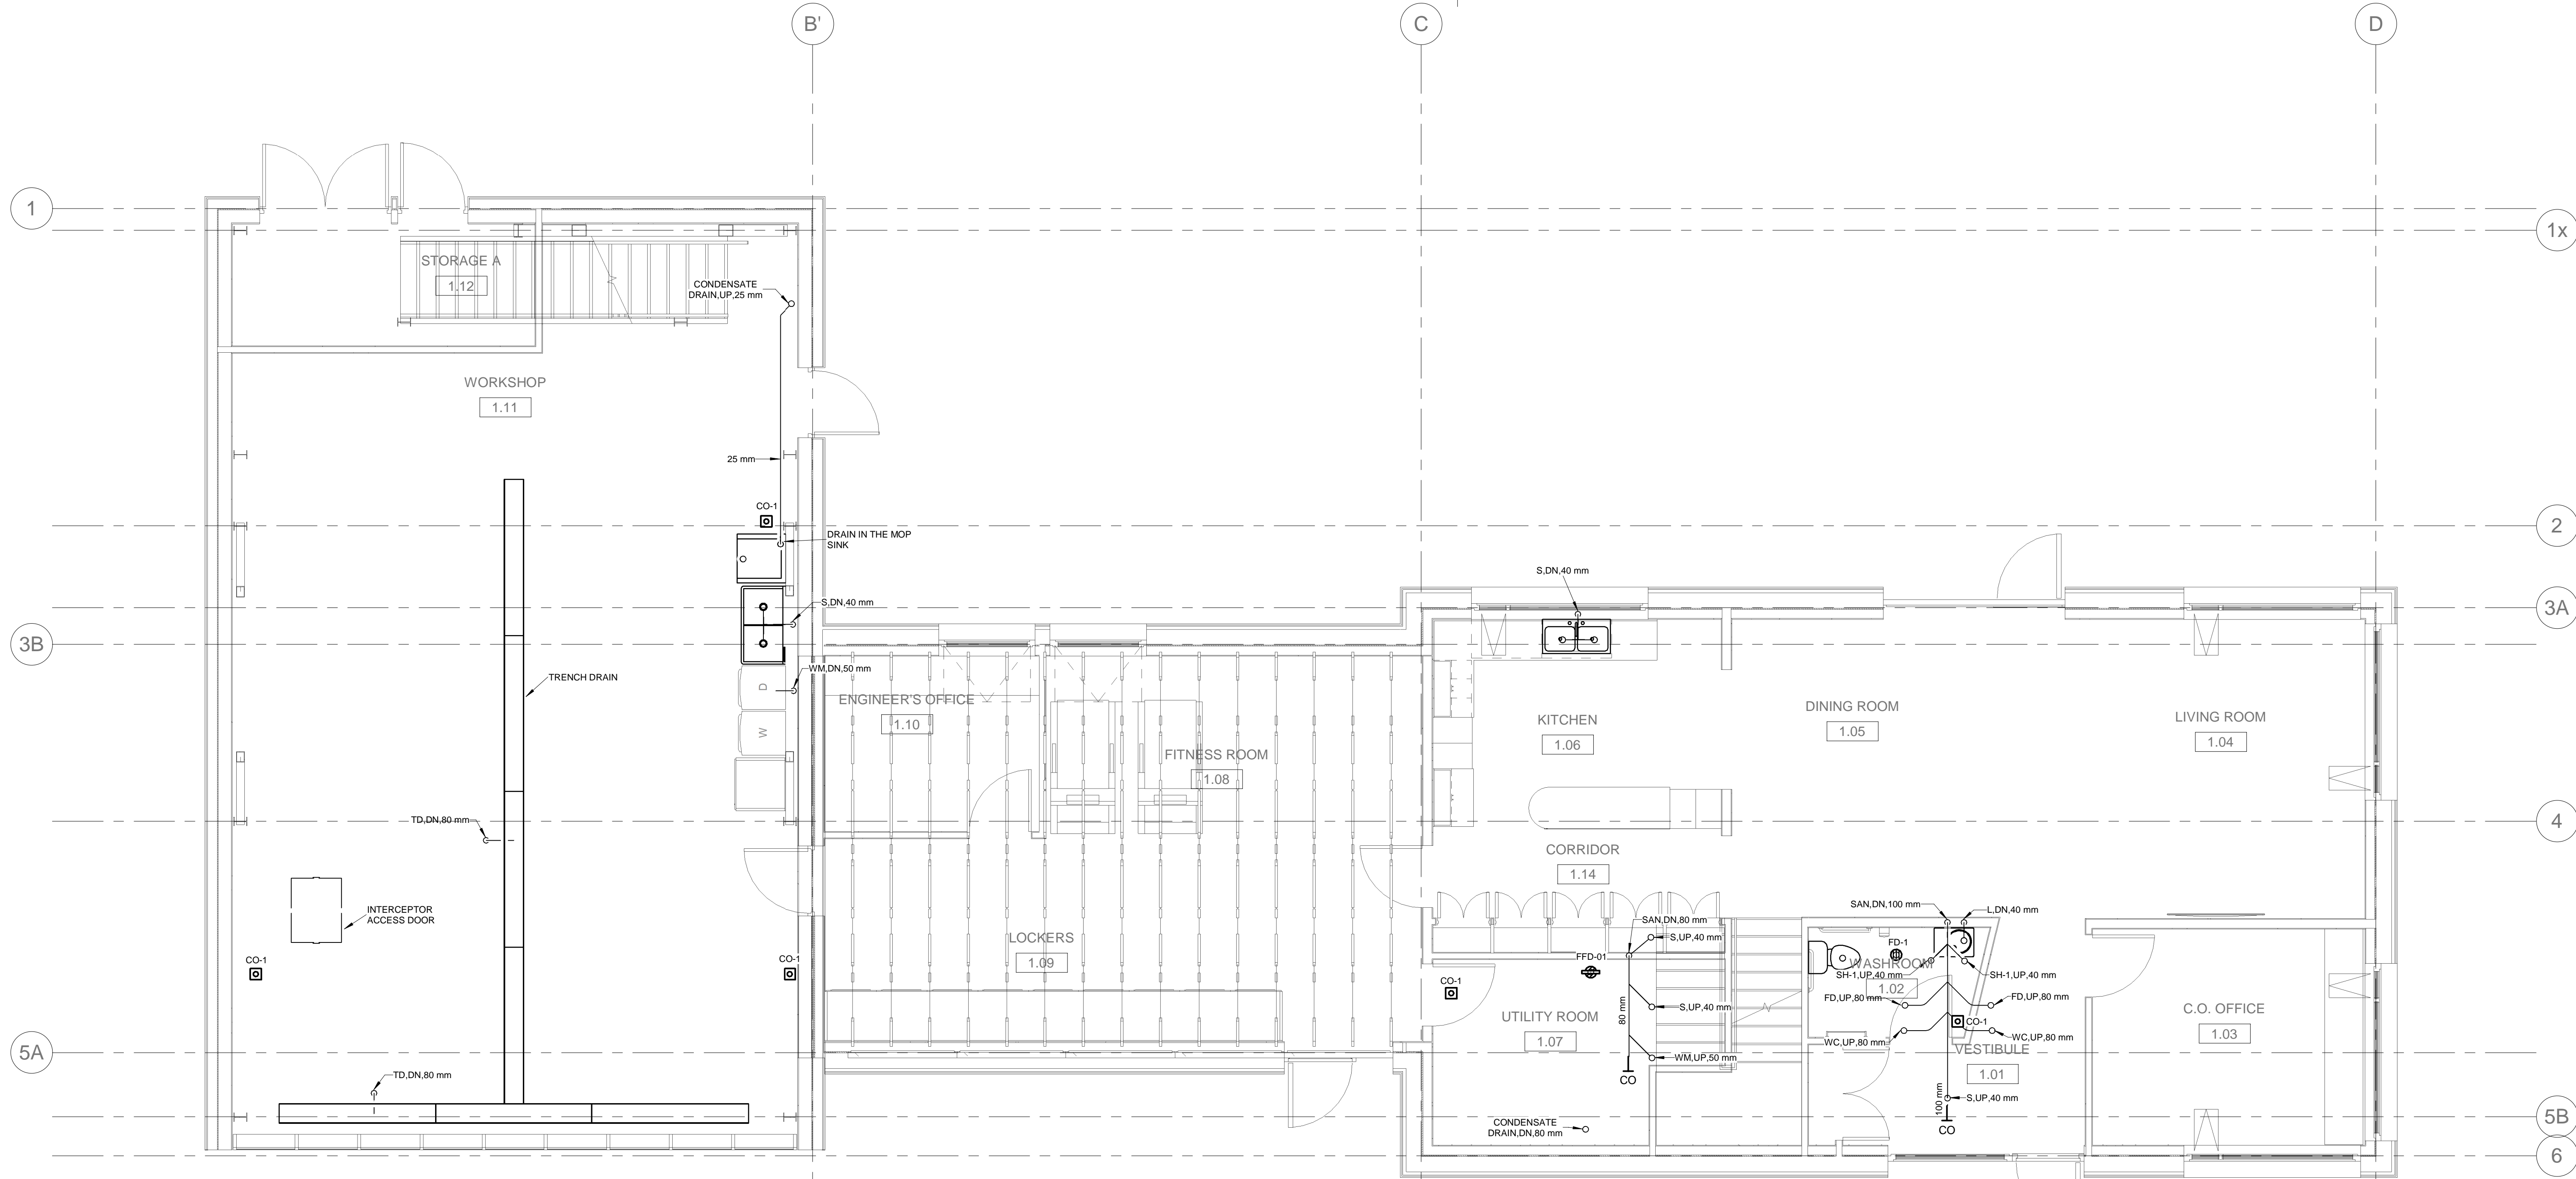 B'
C
D
1
1x
STORAGE A
1.12
CONDENSATE
DRAIN,UP,25 mm
WORKSHOP
1.11
25 mm
CO-1
2
DRAIN IN THE MOP
SINK
S,DN,40 mm
S,DN,40 mm
3A
3B
WM,DN,50 mm
TRENCH DRAIN
D
W
ENGINEER'S OFFICE
1.10
FITNESS ROOM
1.08
KITCHEN
1.06
DINING ROOM
1.05
LIVING ROOM
1.04
TD,DN,80 mm
4
CORRIDOR
1.14
INTERCEPTOR
ACCESS DOOR
SAN,DN,80 mm
SAN,DN,100 mm
L,DN,40 mm
LOCKERS
1.09
S,UP,40 mm
FD-1
CO-1
CO-1
FFD-01
CO-1
WASHROOM
1.02
SH-1,UP,40 mm
SH-1,UP,40 mm
FD,UP,80 mm
FD,UP,80 mm
S,UP,40 mm
80 mm
UTILITY ROOM
1.07
CO-1
C.O. OFFICE
1.03
WC,UP,80 mm
WC,UP,80 mm
5A
VESTIBULE
1.01
WM,UP,50 mm
CO
TD,DN,80 mm
100 mm
S,UP,40 mm
CO
CONDENSATE
DRAIN,DN,80 mm
5B
6